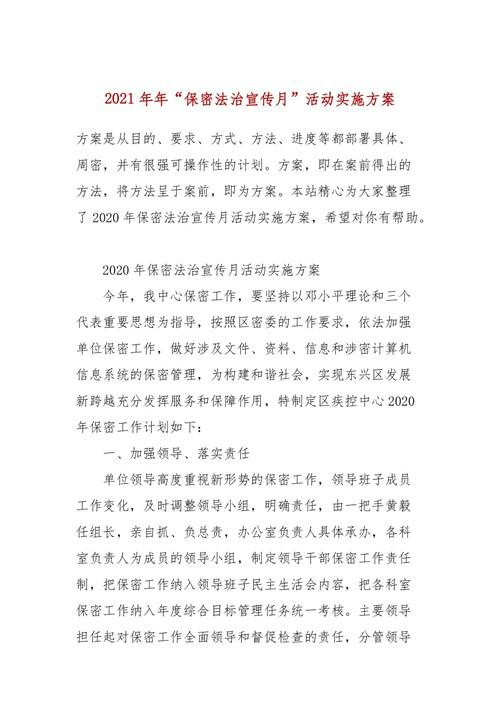 2021年年“保密法治宣传月”活动实施方案
方案是从目的、要求、方式、方法、进度等都部署具体、
周密，并有很强可操作性的计划。方案，即在案前得出的
方法，将方法呈于案前，即为方案。本站精心为大家整理
了2020年保密法治宣传月活动实施方案，希望对你有帮助。
2020年保密法治宣传月活动实施方案
今年，我中心保密工作，要坚持以邓小平理论和三个
代表重要思想为指导，按照区密委的工作要求，依法加强
单位保密工作，做好涉及文件、资料、信息和涉密计算机
信息系统的保密管理，为构建和谐社会，实现东兴区发展
新跨越充分发挥服务和保障作用，特制定区疾控中心2020
年保密工作计划如下：
一、加强领导、落实责任
单位领导高度重视新形势的保密工作，领导班子成员
工作变化，及时调整领导小组，明确责任，由一把手黄毅
任组长，亲自抓、负总责，办公室负责人具体承办，各科
室负责人为成员的领导小组，制定领导干部保密工作责任
制，把保密工作纳入领导班子民主生活会内容，把各科室
保密工作纳入年度综合目标管理任务统一考核。主要领导
担任起对保密工作全面领导和督促检查的责任，分管领导